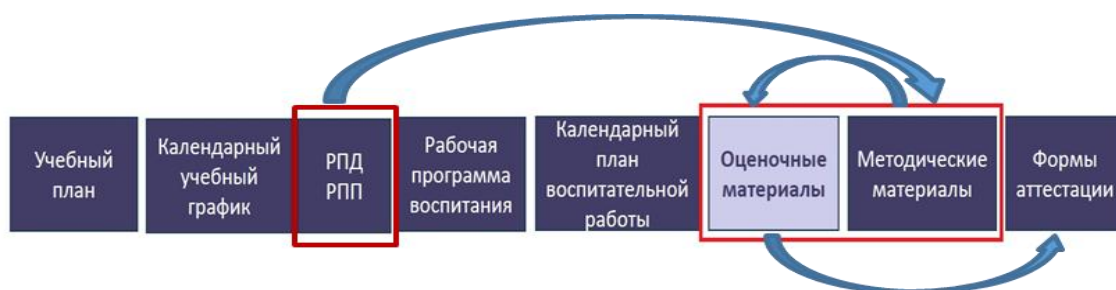 Учебный
план
Календарный
учебный
график
РПД
РПП
Рабочая
программа
воспитания
Календарный
план
воспитательной
работы
Оценочные
материалы
Методические
материалы
Формы
аттестации